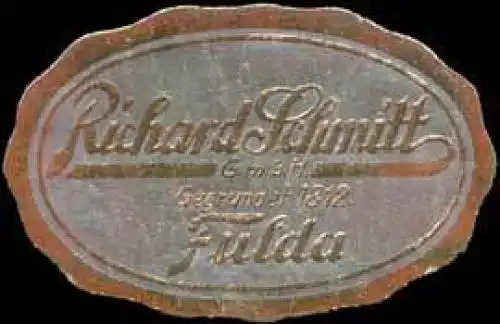 Richard Schmitt
G.m.b.H.
Gegründet 1812
Fulda